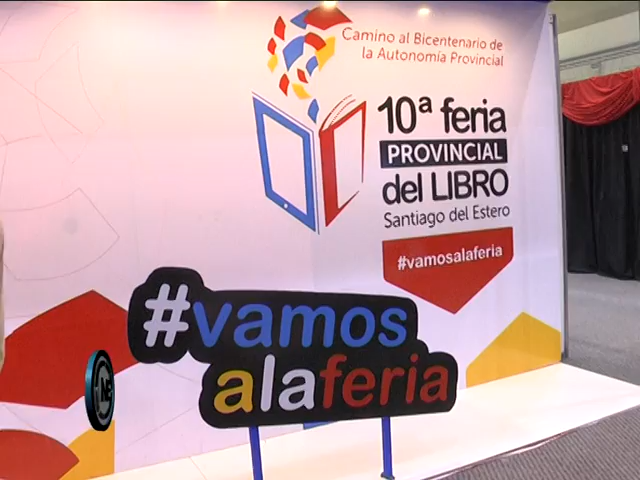 Camino al Bicentenario de
la Autonomía Provincial
10ª feria
PROVINCIAL
del LIBRO
Santiago del Estero
#vamosalaferia
#vamos
alaferia